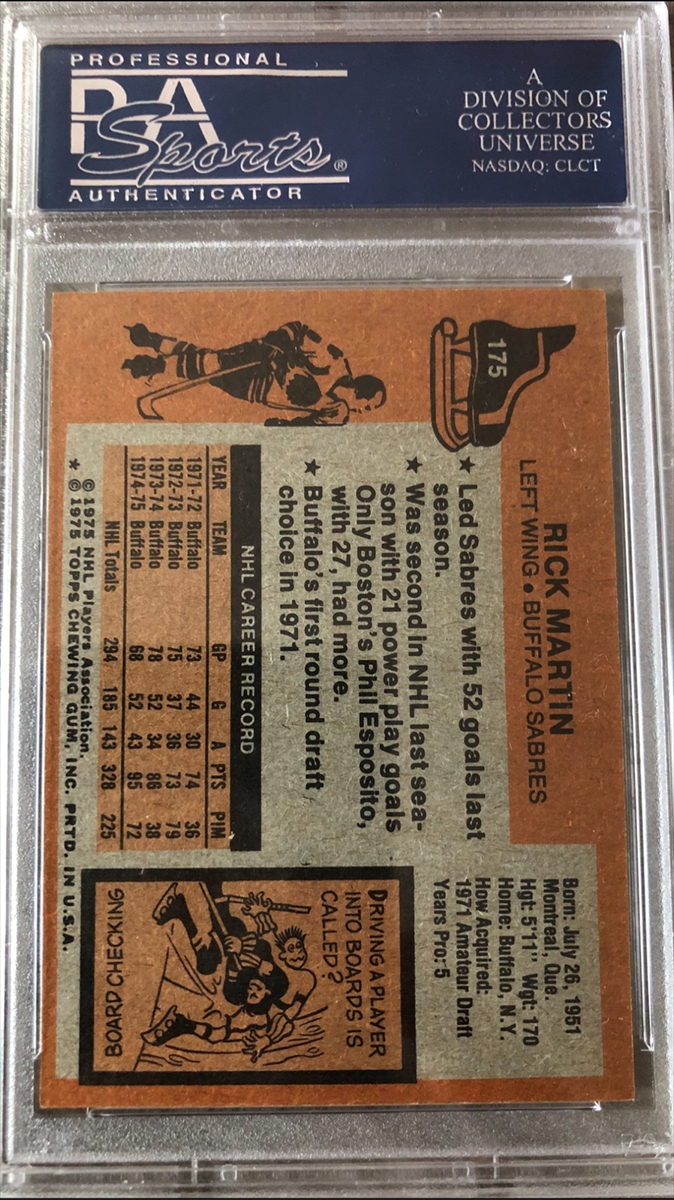 PROFESSIONAL
PSA
Sports®
AUTHENTICATOR
A
DIVISION OF
COLLECTORS
UNIVERSE
NASDAQ: CLCT
175
RICK MARTIN
LEFT WING • BUFFALO SABRES
★ Led Sabres with 52 goals last
season.
★ Was second in NHL last sea-
son with 21 power play goals
Only Boston's Phil Esposito,
with 27, had more.
★ Buffalo's first round draft
choice in 1971.
Born: July 26, 1951
Montreal, Que.
Hgt: 5'11" Wgt: 170
Home: Buffalo, N.Y.
How Acquired:
1971 Amateur Draft
Years Pro: 5
NHL CAREER RECORD
YEAR TEAM GP G A PTS PIM
1971-72 Buffalo 73 44 30 74 36
1972-73 Buffalo 75 37 36 73 79
1973-74 Buffalo 78 52 34 86 38
1974-75 Buffalo 68 52 43 95 72
NHL Totals 294 185 143 328 225
© 1975 NHL Players Association.
★ © 1975 TOPPS CHEWING GUM, INC. PRTD. IN U.S.A.
DRIVING A PLAYER
INTO BOARDS IS
CALLED?
BOARD CHECKING